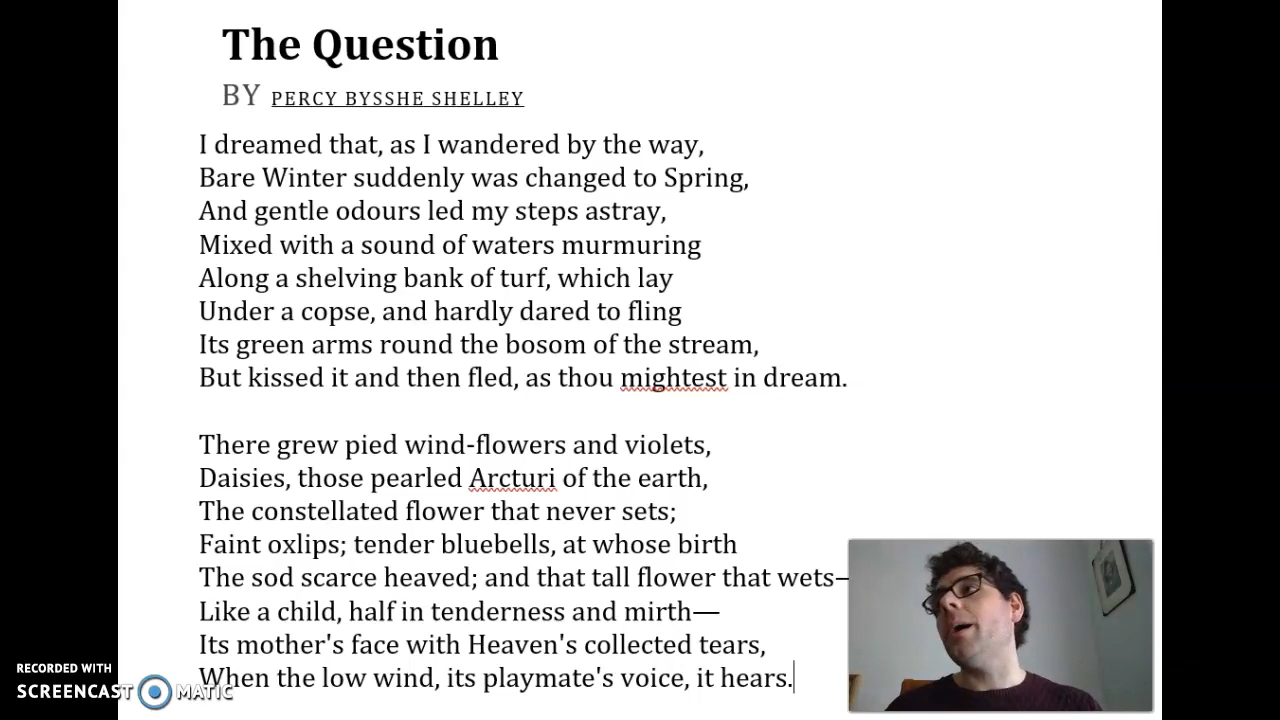 The Question
BY PERCY BYSSHE SHELLEY
I dreamed that, as I wandered by the way,
Bare Winter suddenly was changed to Spring,
And gentle odours led my steps astray,
Mixed with a sound of waters murmuring
Along a shelving bank of turf, which lay
Under a copse, and hardly dared to fling
Its green arms round the bosom of the stream,
But kissed it and then fled, as thou mightest in dream.
There grew pied wind-flowers and violets,
Daisies, those pearled Arcturi of the earth,
The constellated flower that never sets;
Faint oxlips; tender bluebells, at whose birth
The sod scarce heaved; and that tall flower that wets—
Like a child, half in tenderness and mirth—
Its mother's face with Heaven's collected tears,
When the low wind, its playmate's voice, it hears.
RECORDED WITH
SCREENCAST MATIC